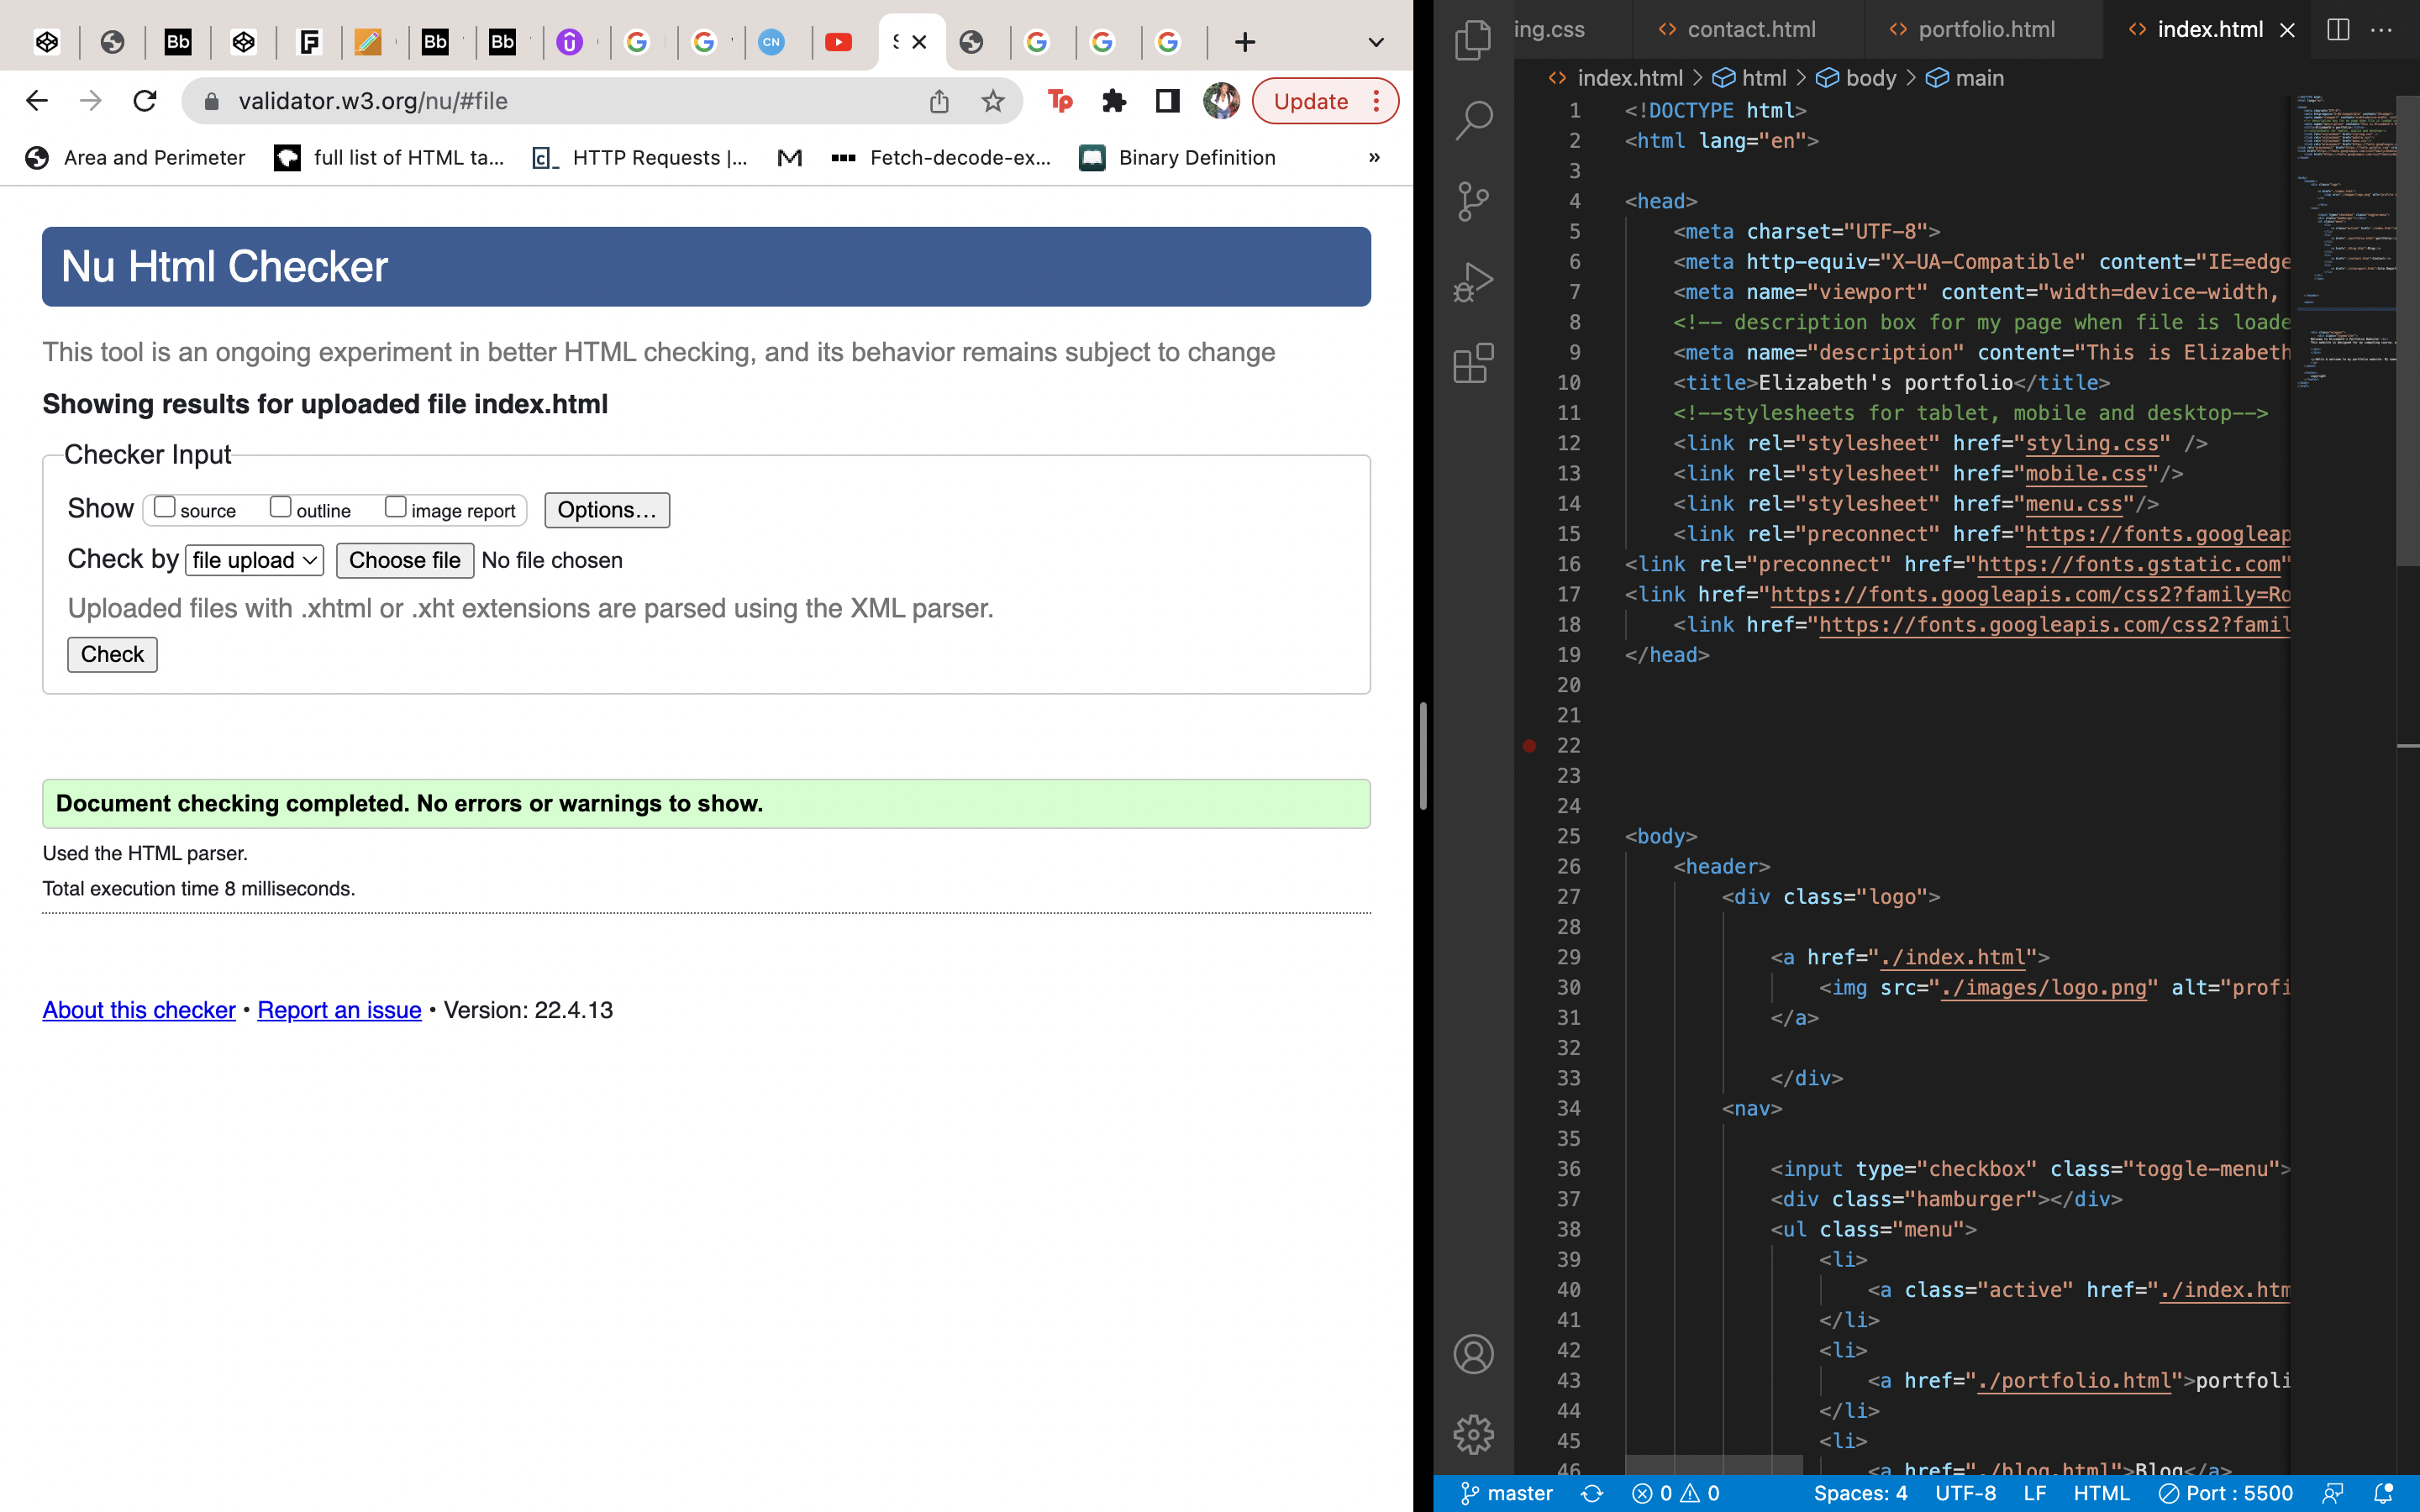 Bb
Bb
Bb
CN
validator.w3.org/nu/#file
Update
Area and Perimeter
full list of HTML ta...
HTTP Requests |...
Fetch-decode-ex...
Binary Definition
»
Nu Html Checker
This tool is an ongoing experiment in better HTML checking, and its behavior remains subject to change
Showing results for uploaded file index.html
Checker Input
Show source outline image report Options...
Check by file upload Choose file No file chosen
Uploaded files with .xhtml or .xht extensions are parsed using the XML parser.
Check
Document checking completed. No errors or warnings to show.
Used the HTML parser.
Total execution time 8 milliseconds.
About this checker • Report an issue • Version: 22.4.13
ing.css contact.html portfolio.html index.html
index.html > html > body > main
1 <!DOCTYPE html>
2 <html lang="en">
3
4 <head>
5 <meta charset="UTF-8">
6 <meta http-equiv="X-UA-Compatible" content="IE=edge
7 <meta name="viewport" content="width=device-width,
8 <!-- description box for my page when file is loade
9 <meta name="description" content="This is Elizabeth
10 <title>Elizabeth's portfolio</title>
11 <!--stylesheets for tablet, mobile and desktop-->
12 <link rel="stylesheet" href="styling.css" />
13 <link rel="stylesheet" href="mobile.css"/>
14 <link rel="stylesheet" href="menu.css"/>
15 <link rel="preconnect" href="https://fonts.googleap
16 <link rel="preconnect" href="https://fonts.gstatic.com"
17 <link href="https://fonts.googleapis.com/css2?family=Ro
18 <link href="https://fonts.googleapis.com/css2?famil
19 </head>
20
21
22
23
24
25 <body>
26 <header>
27 <div class="logo">
28
29 <a href="./index.html">
30 <img src="./images/logo.png" alt="profi
31 </a>
32
33 </div>
34 <nav>
35
36 <input type="checkbox" class="toggle-menu">
37 <div class="hamburger"></div>
38 <ul class="menu">
39 <li>
40 <a class="active" href="./index.htm
41 </li>
42 <li>
43 <a href="./portfolio.html">portfoli
44 </li>
45 <li>
46 <a href="./blog.html">Blog</a>
master 0 0 Spaces: 4 UTF-8 LF HTML Port : 5500